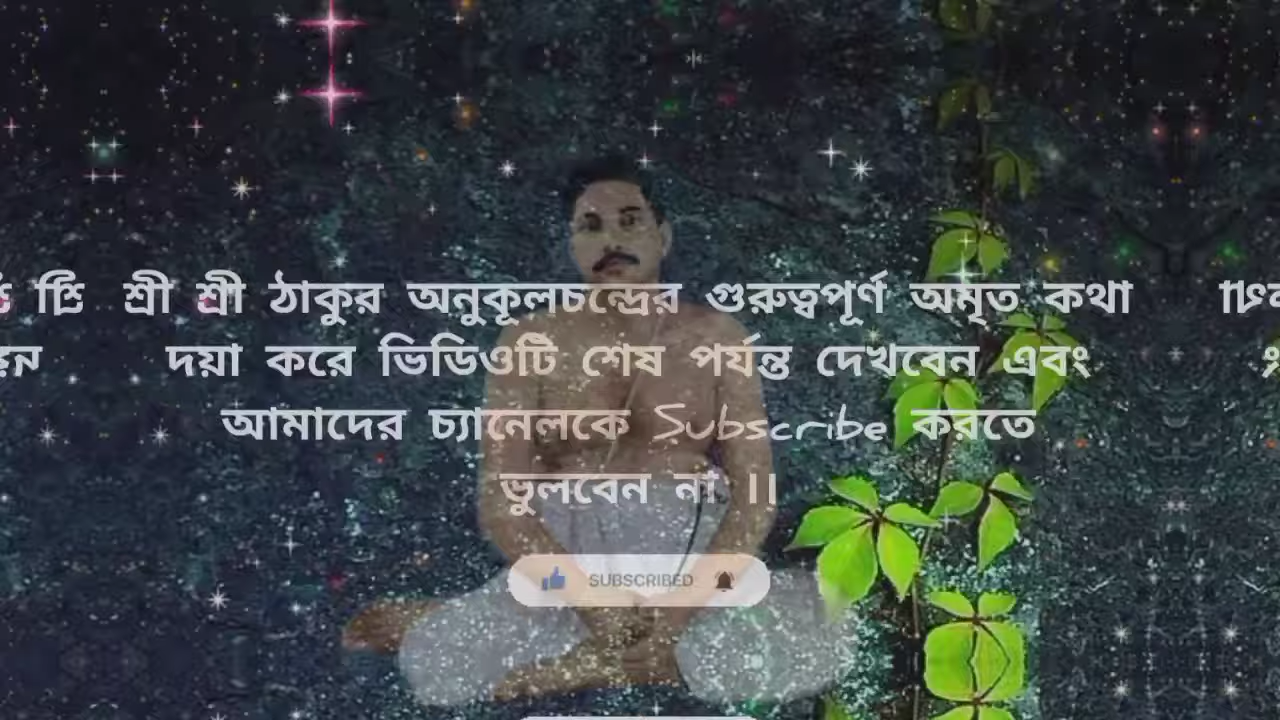 শ্রী শ্রী ঠাকুর অনুকূলচন্দ্রের গুরুত্বপূর্ণ অমৃত কথা
দয়া করে ভিডিওটি শেষ পর্যন্ত দেখবেন এবং
আমাদের চ্যানেলকে Subscribe করতে
ভুলবেন না ।।
SUBSCRIBED